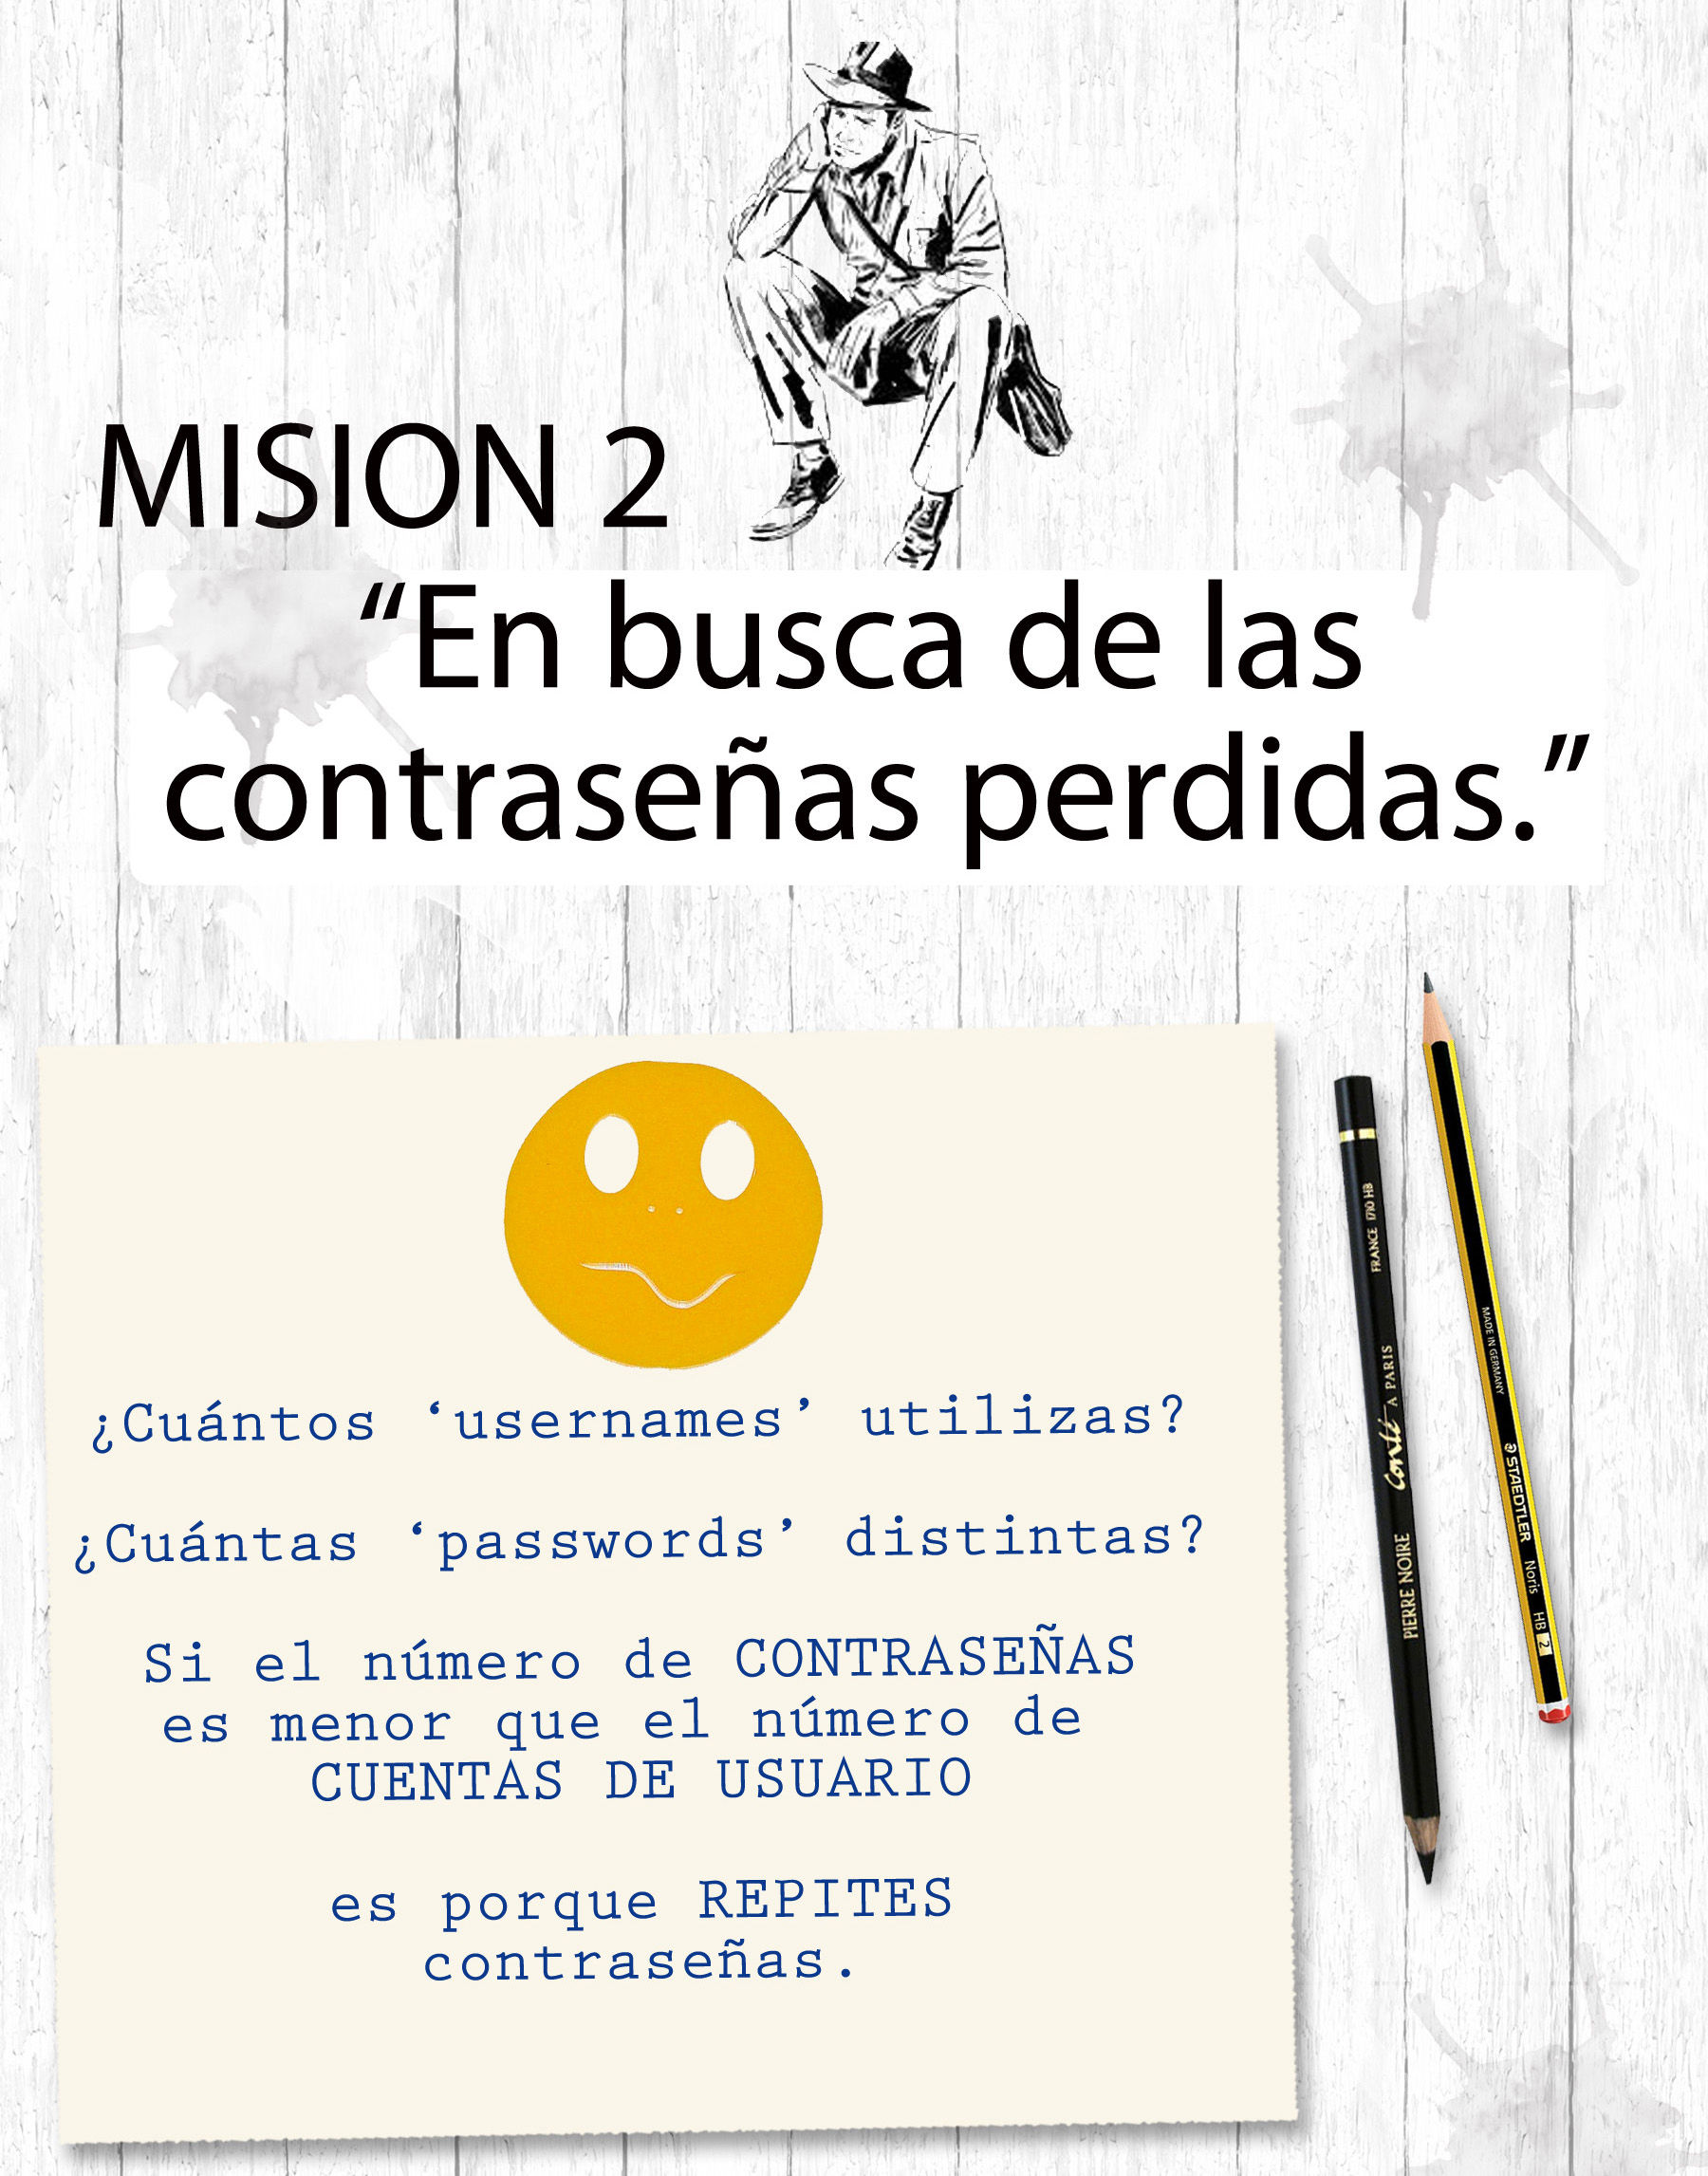 MISION 2
“En busca de las
contraseñas perdidas.”
¿Cuántos ‘usernames’ utilizas?
¿Cuántas ‘passwords’ distintas?
Si el número de CONTRASEÑAS
es menor que el número de
CUENTAS DE USUARIO
es porque REPITES
contraseñas.
PIERRE NOIRE Conté A PARIS FRANCE 1710 HB
MADE IN GERMANY STAEDTLER Noris HB 2